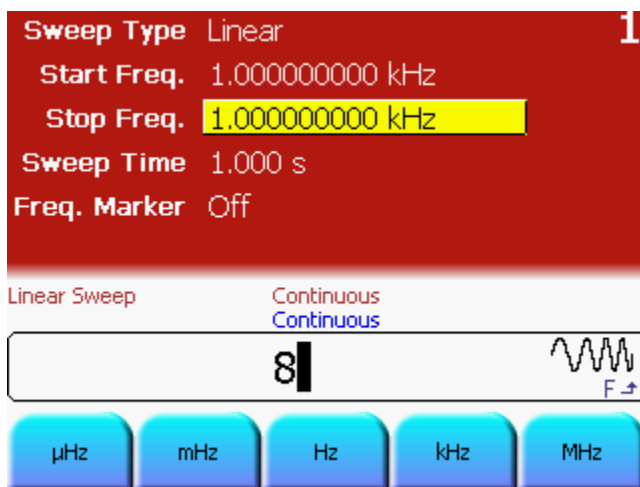 Sweep Type Linear 1
Start Freq. 1.000000000 kHz
Stop Freq. 1.000000000 kHz
Sweep Time 1.000 s
Freq. Marker Off
Linear Sweep Continuous
Continuous
8
F
µHz mHz Hz kHz MHz